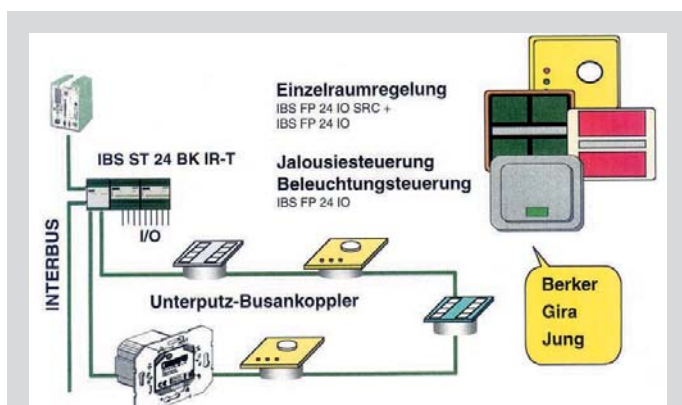 Einzelraumregelung
IBS FP 24 IO SRC +
IBS FP 24 IO
IBS ST 24 BK IR-T
Jalousiesteuerung
Beleuchtungsteuerung
IBS FP 24 IO
I/O
INTERBUS
Unterputz-Busankoppler
Berker
Gira
Jung